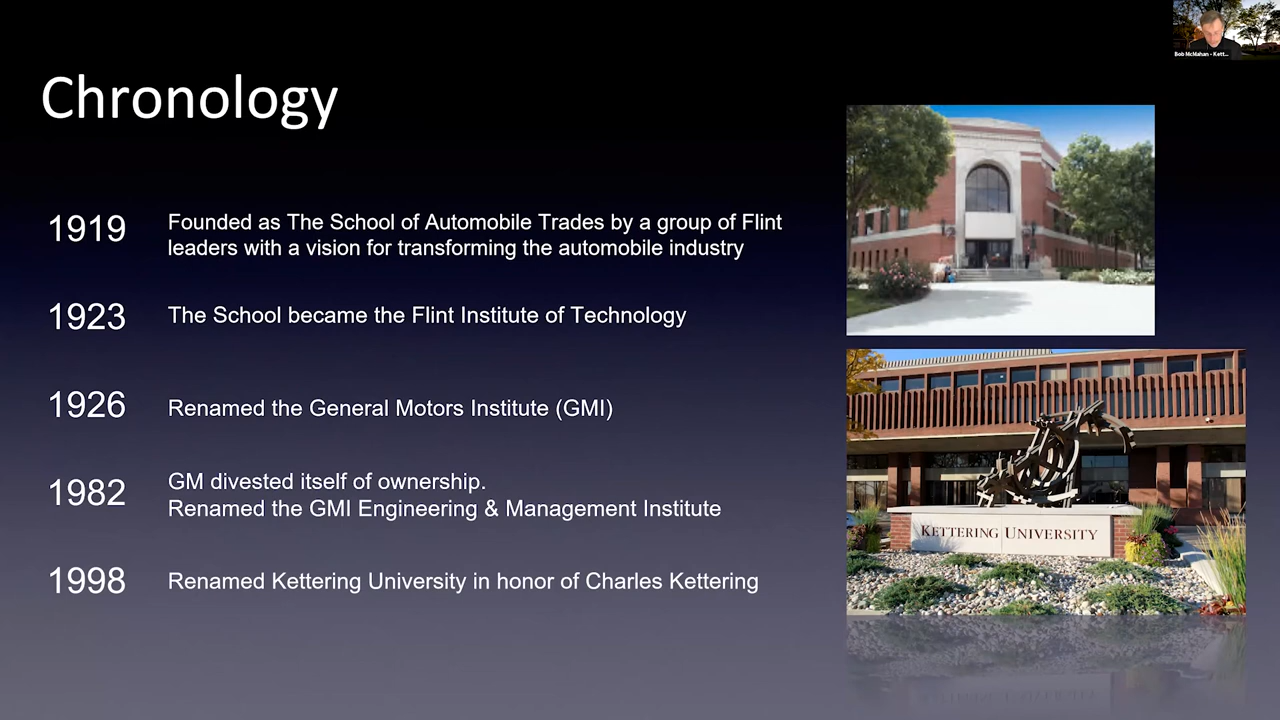 Bob McMahan - Kett...
Chronology
1919
Founded as The School of Automobile Trades by a group of Flint
leaders with a vision for transforming the automobile industry
1923
The School became the Flint Institute of Technology
1926
Renamed the General Motors Institute (GMI)
1982
GM divested itself of ownership.
Renamed the GMI Engineering & Management Institute
1998
Renamed Kettering University in honor of Charles Kettering
KETTERING UNIVERSITY